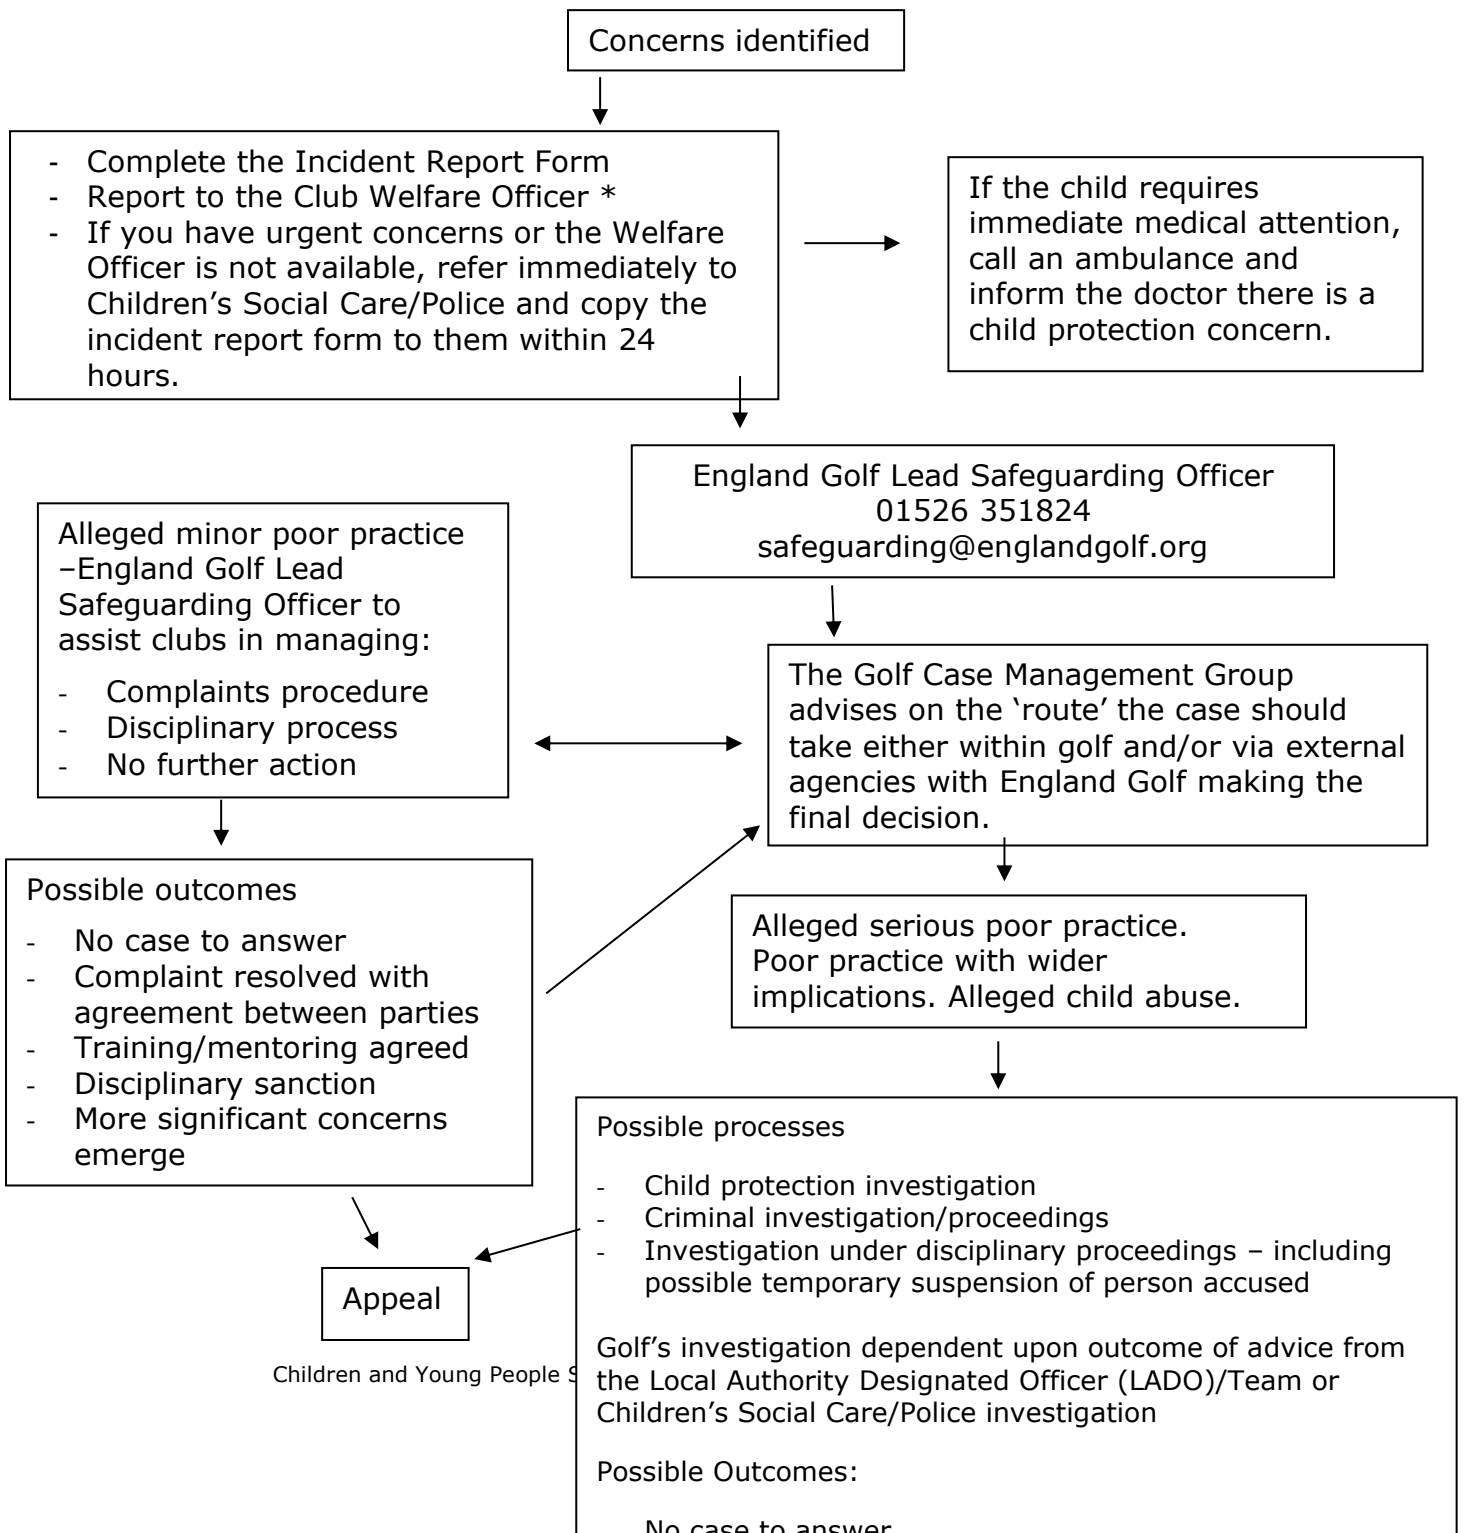 Concerns identified
- Complete the Incident Report Form
- Report to the Club Welfare Officer *
- If you have urgent concerns or the Welfare
Officer is not available, refer immediately to
Children’s Social Care/Police and copy the
incident report form to them within 24
hours.
If the child requires
immediate medical attention,
call an ambulance and
inform the doctor there is a
child protection concern.
England Golf Lead Safeguarding Officer
01526 351824
safeguarding@englandgolf.org
Alleged minor poor practice
–England Golf Lead
Safeguarding Officer to
assist clubs in managing:
- Complaints procedure
- Disciplinary process
- No further action
The Golf Case Management Group
advises on the ‘route’ the case should
take either within golf and/or via external
agencies with England Golf making the
final decision.
Possible outcomes
- No case to answer
- Complaint resolved with
agreement between parties
- Training/mentoring agreed
- Disciplinary sanction
- More significant concerns
emerge
Alleged serious poor practice.
Poor practice with wider
implications. Alleged child abuse.
Possible processes
- Child protection investigation
- Criminal investigation/proceedings
- Investigation under disciplinary proceedings – including
possible temporary suspension of person accused
Golf’s investigation dependent upon outcome of advice from
the Local Authority Designated Officer (LADO)/Team or
Children’s Social Care/Police investigation
Possible Outcomes:
No case to answer
Appeal
Children and Young People